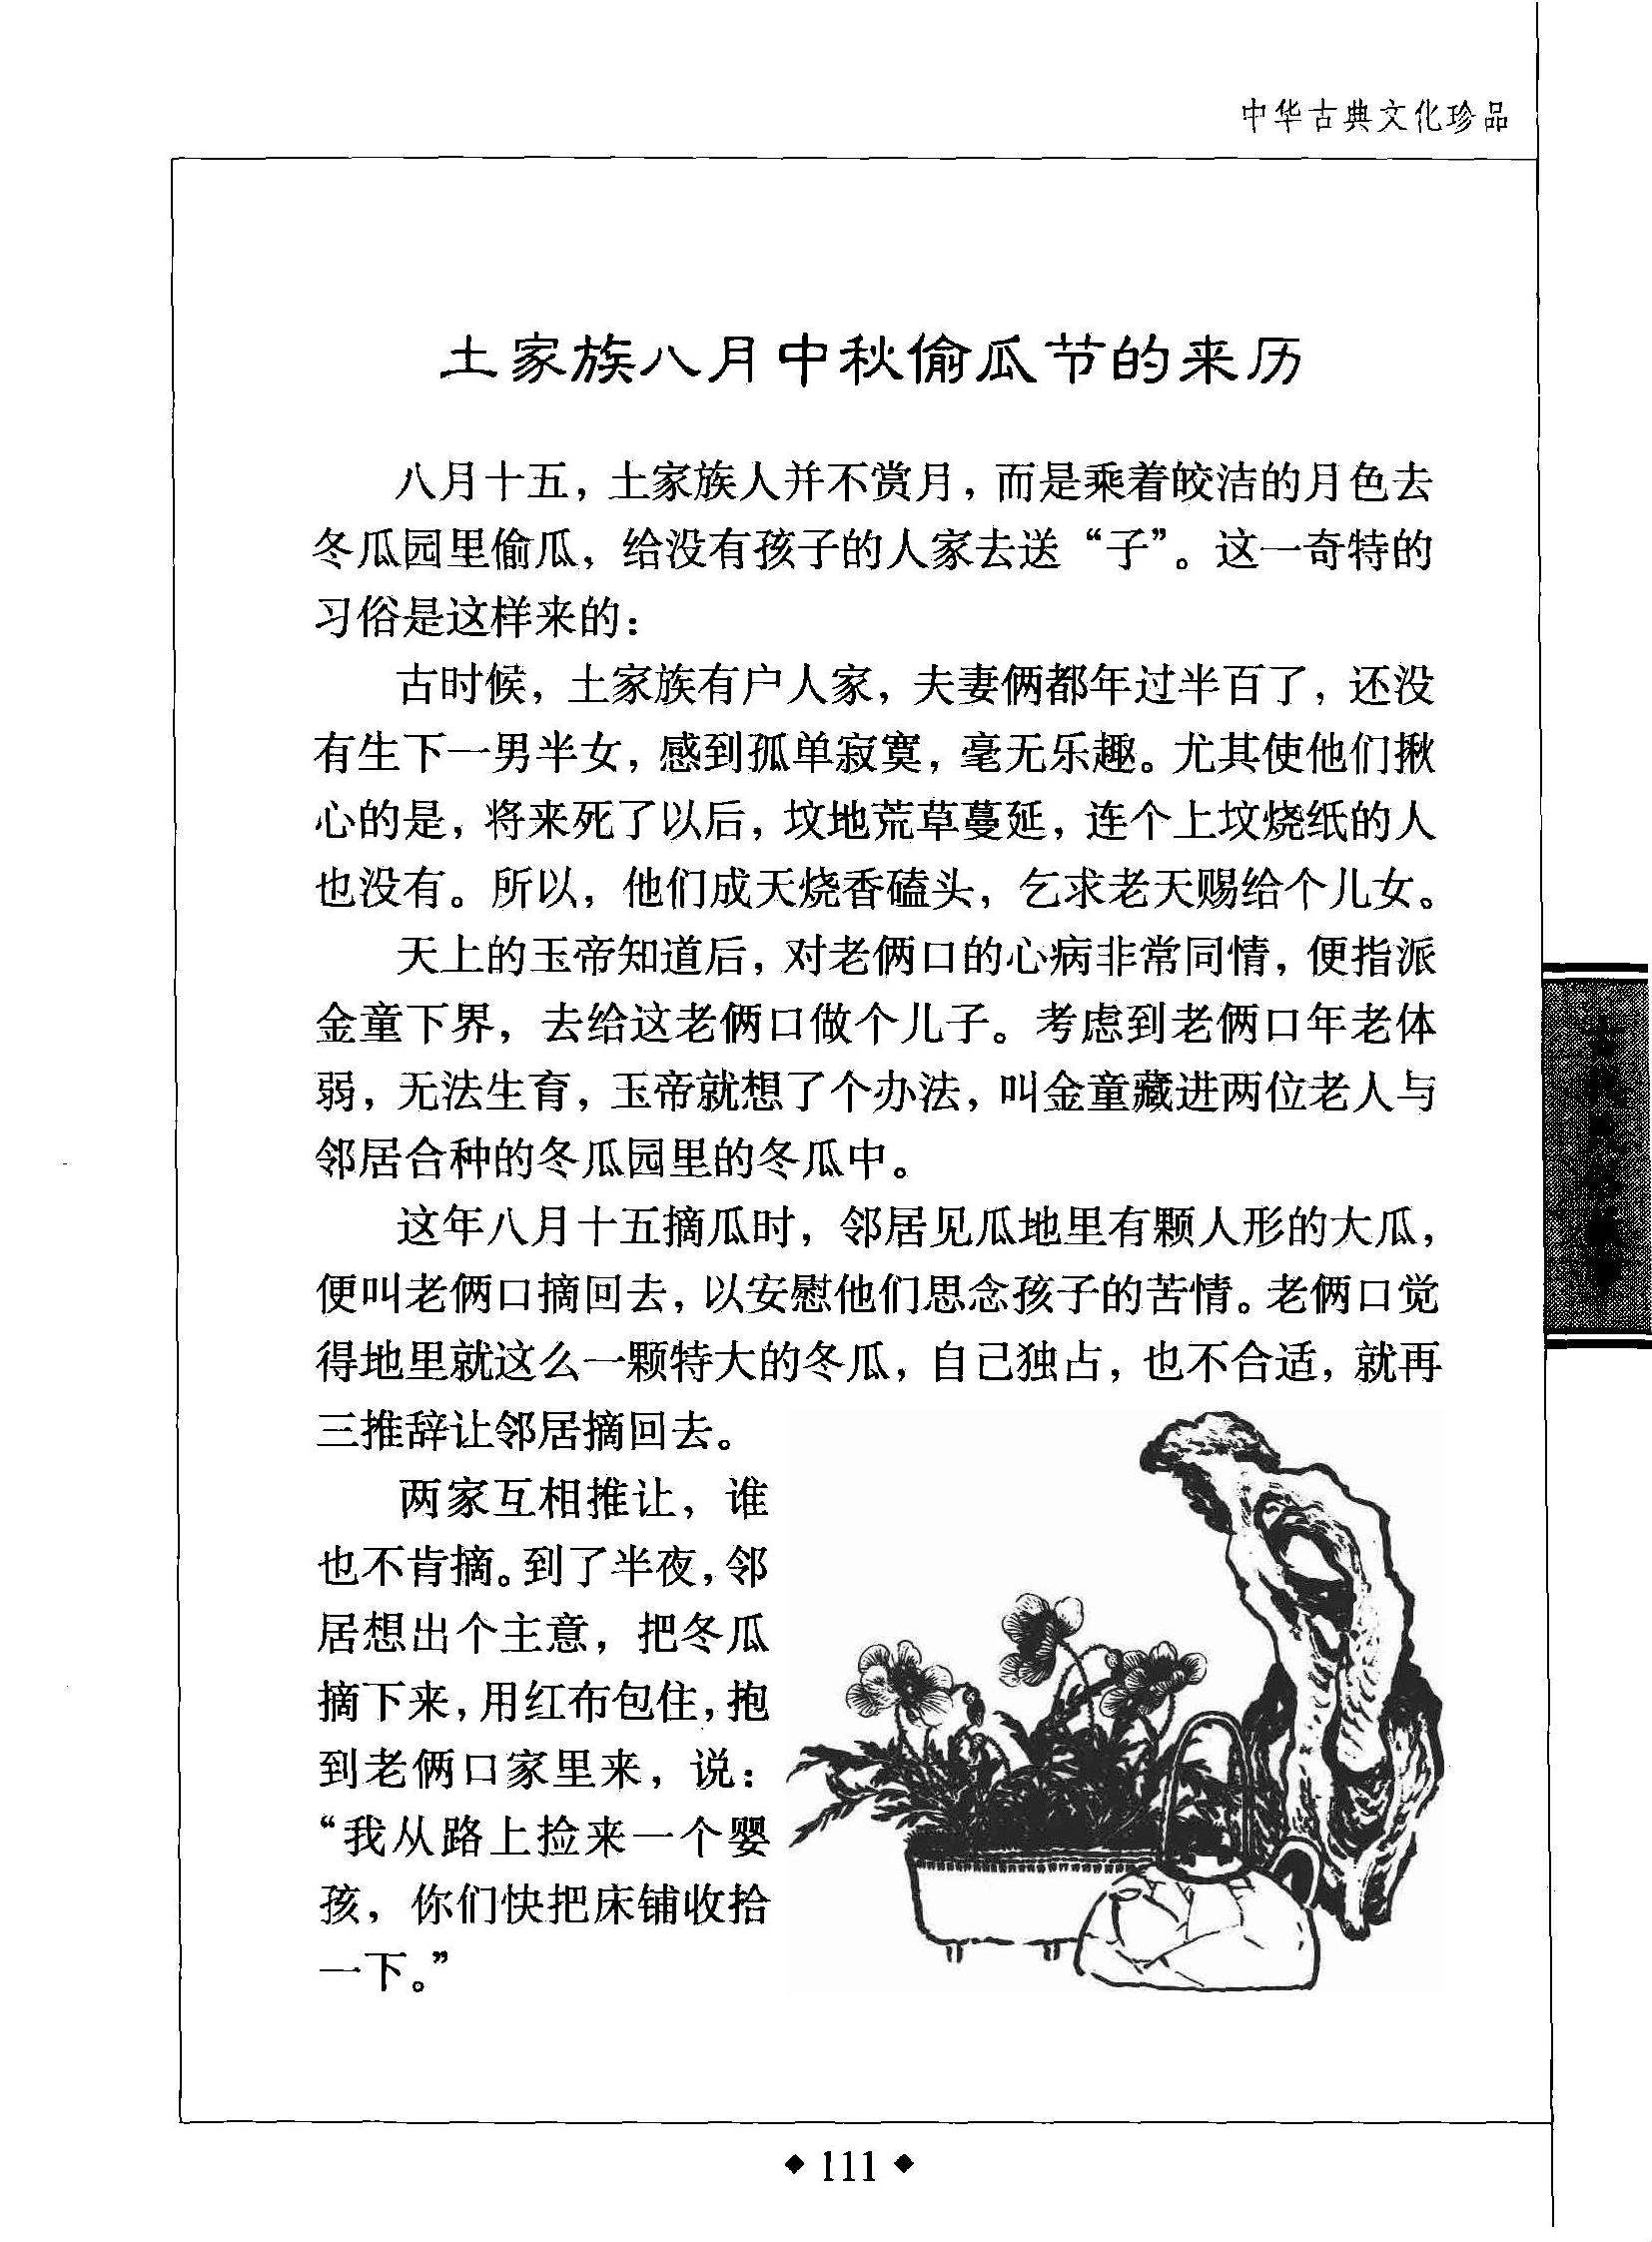 中华古典文化珍品
土家族八月中秋偷瓜节的来历
八月十五，土家族人并不赏月，而是乘着皎洁的月色去
冬瓜园里偷瓜，给没有孩子的人家去送“子”。这一奇特的
习俗是这样来的：
古时候，土家族有户人家，夫妻俩都年过半百了，还没
有生下一男半女，感到孤单寂寞，毫无乐趣。尤其使他们揪
心的是，将来死了以后，坟地荒草蔓延，连个上坟烧纸的人
也没有。所以，他们成天烧香磕头，乞求老天赐给个儿女。
天上的玉帝知道后，对老俩口的心病非常同情，便指派
金童下界，去给这老俩口做个儿子。考虑到老俩口年老体
弱，无法生育，玉帝就想了个办法，叫金童藏进两位老人与
邻居合种的冬瓜园里的冬瓜中。
这年八月十五摘瓜时，邻居见瓜地里有颗人形的大瓜，
便叫老俩口摘回去，以安慰他们思念孩子的苦情。老俩口觉
得地里就这么一颗特大的冬瓜，自己独占，也不合适，就再
三推辞让邻居摘回去。
两家互相推让，谁
也不肯摘。到了半夜，邻
居想出个主意，把冬瓜
摘下来，用红布包住，抱
到老俩口家里来，说：
“我从路上捡来一个婴
孩，你们快把床铺收拾
一下。”
◆111◆